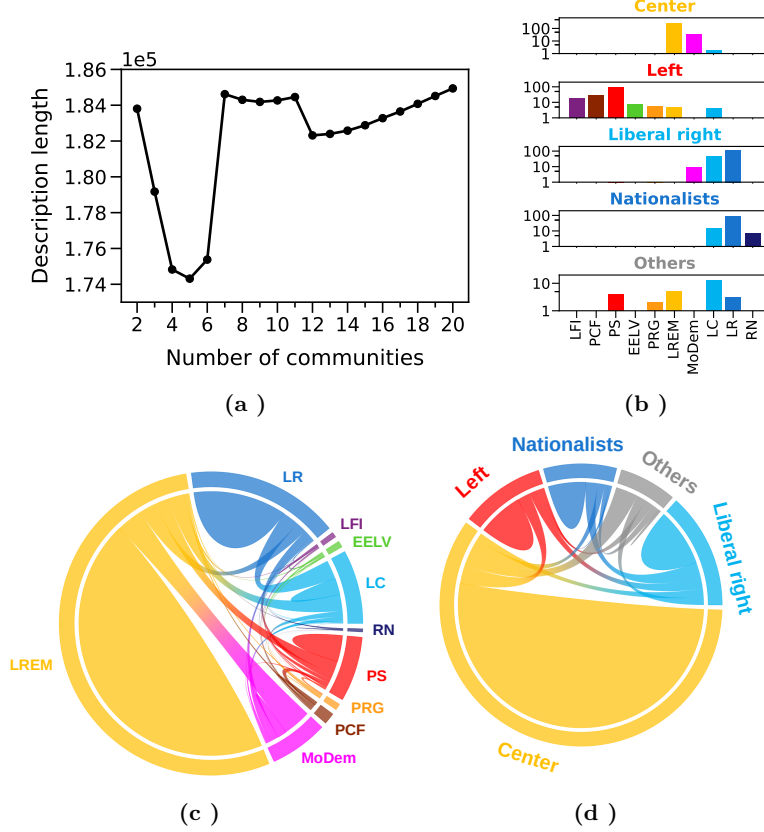 1e5
1.86
1.84
1.82
1.80
1.76
1.74
Description length
2 4 6 8 10 12 14 16 18 20
Number of communities
(a )
Center
100
10
1
Left
100
10
1
Liberal right
100
10
1
Nationalists
100
10
1
Others
10
1
LFI
PCF
PS
EELV
PRG
LREM
MoDem
LC
LR
RN
(b )
LR
LFI
EELV
LC
RN
PS
PRG
PCF
MoDem
LREM
(c )
Nationalists
Left
Others
Liberal right
Center
(d )